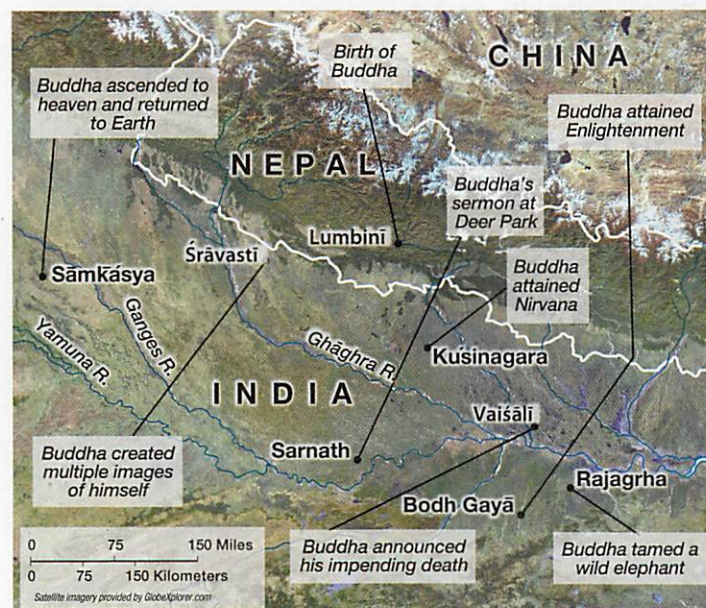 CHINA
Birth of
Buddha
Buddha ascended to
heaven and returned
to Earth
Buddha attained
Enlightenment
NEPAL
Buddha's
sermon at
Deer Park
Lumbinī
Śrāvastī
Buddha
attained
Nirvana
Sāmkásya
Ganges R.
Yamuna R.
Ghāghra R.
Kusinagara
INDIA
Vaiśālī
Buddha created
multiple images
of himself
Sarnath
Rajagrha
Bodh Gayā
Buddha announced
his impending death
Buddha tamed a
wild elephant
0 75 150 Miles
0 75 150 Kilometers
Satellite imagery provided by GlobeXplorer.com